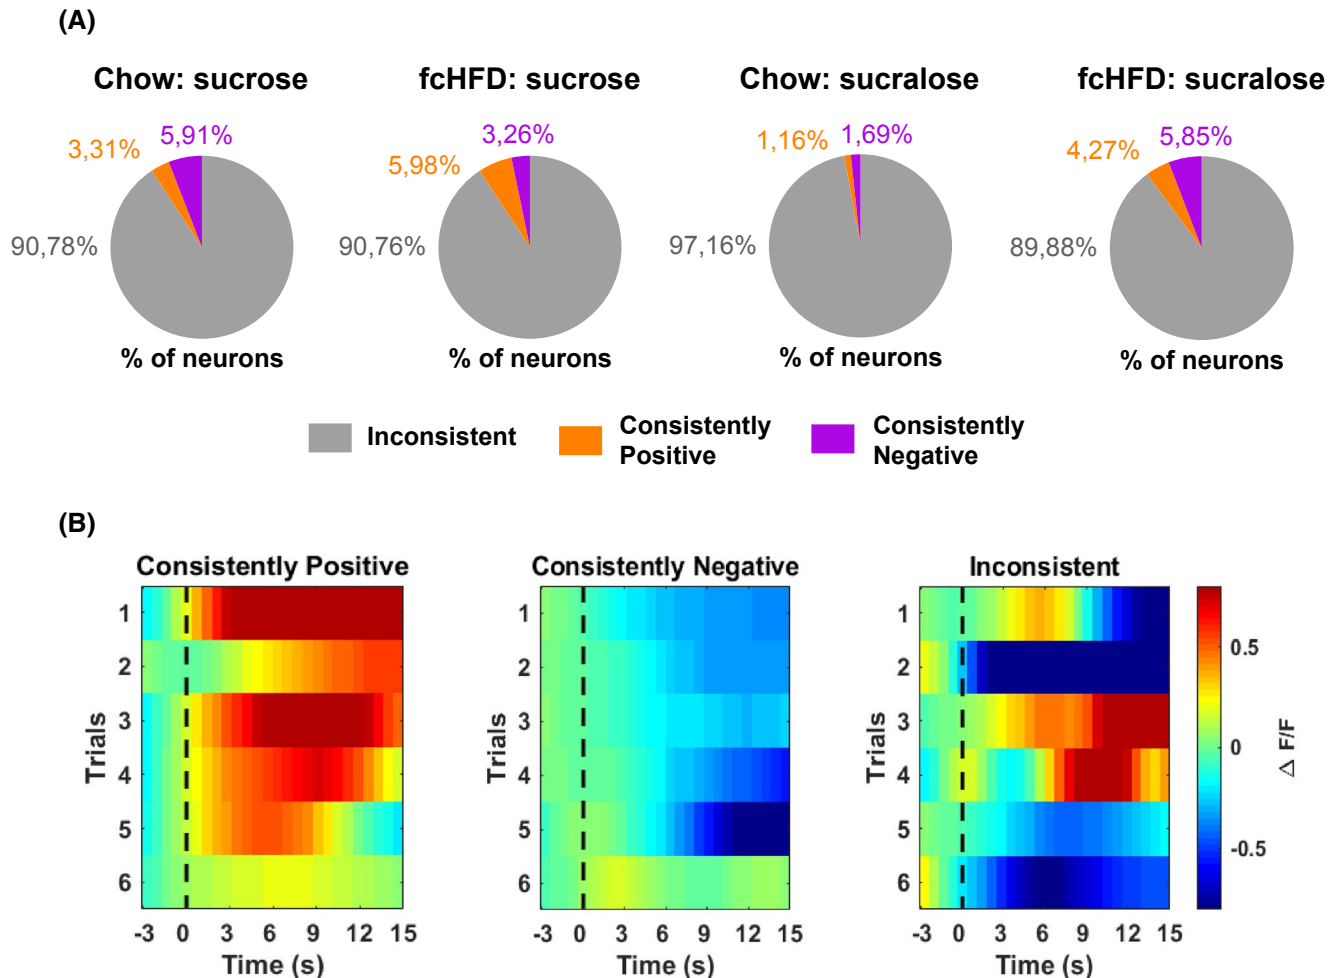 (A)
Chow: sucrose
fcHFD: sucrose
Chow: sucralose
fcHFD: sucralose
3,31%
5,91%
90,78%
% of neurons
5,98%
3,26%
90,76%
% of neurons
1,16%
1,69%
97,16%
% of neurons
4,27%
5,85%
89,88%
% of neurons
Inconsistent
Consistently
Positive
Consistently
Negative
(B)
Consistently Positive
Trials
1
2
3
4
5
6
-3 0 3 6 9 12 15
Time (s)
Consistently Negative
Trials
1
2
3
4
5
6
-3 0 3 6 9 12 15
Time (s)
Inconsistent
Trials
1
2
3
4
5
6
-3 0 3 6 9 12 15
Time (s)
0.5
0
-0.5
Δ F/F